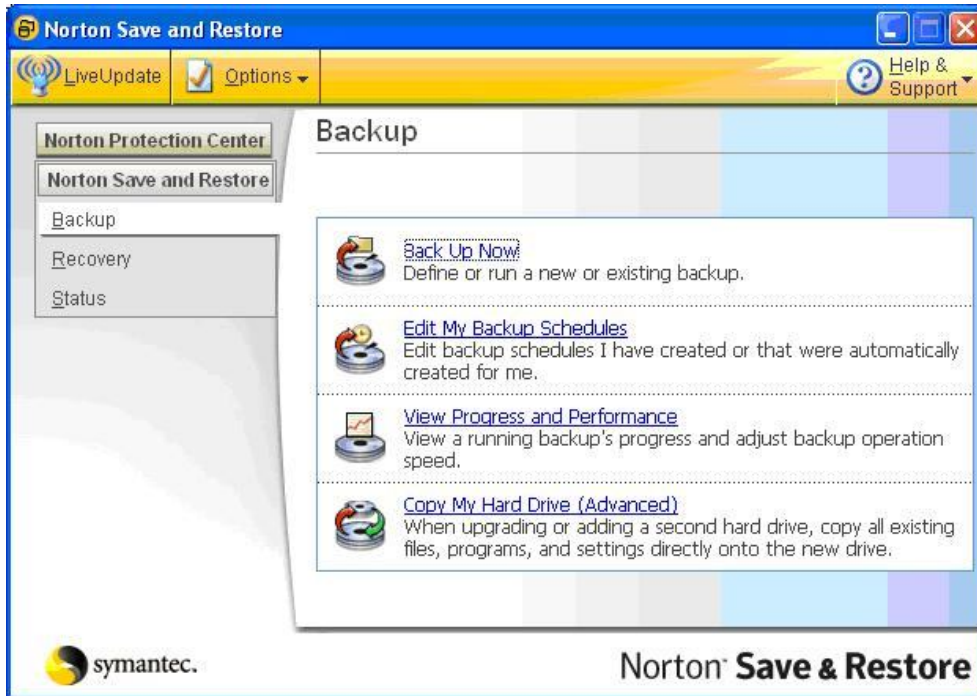 Norton Save and Restore
LiveUpdate
Options
Help &
Support
Norton Protection Center
Norton Save and Restore
Backup
Recovery
Status
Backup
Back Up Now
Define or run a new or existing backup.
Edit My Backup Schedules
Edit backup schedules I have created or that were automatically
created for me.
View Progress and Performance
View a running backup's progress and adjust backup operation
speed.
Copy My Hard Drive (Advanced)
When upgrading or adding a second hard drive, copy all existing
files, programs, and settings directly onto the new drive.
symantec.
Norton Save & Restore